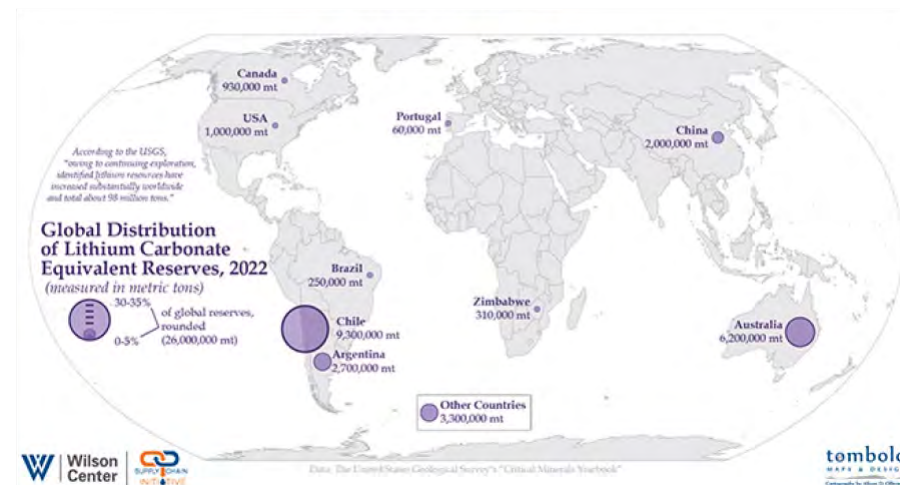 Canada
930,000 mt
USA
1,000,000 mt
Portugal
60,000 mt
China
2,000,000 mt
According to the USGS,
"owing to continuing exploration,
identified lithium resources have
increased substantially worldwide
and total about 98 million tons."
Global Distribution
of Lithium Carbonate
Equivalent Reserves, 2022
(measured in metric tons)
30-35%
0-5%
of global reserves,
rounded
(26,000,000 mt)
Brazil
250,000 mt
Chile
9,300,000 mt
Argentina
2,700,000 mt
Zimbabwe
310,000 mt
Australia
6,200,000 mt
Other Countries
3,300,000 mt
W
Wilson
Center
SUPPLY CHAIN
INITIATIVE
Data: The United States Geological Survey's "Critical Minerals Yearbook"
tombolo
MAPS & DESIGN